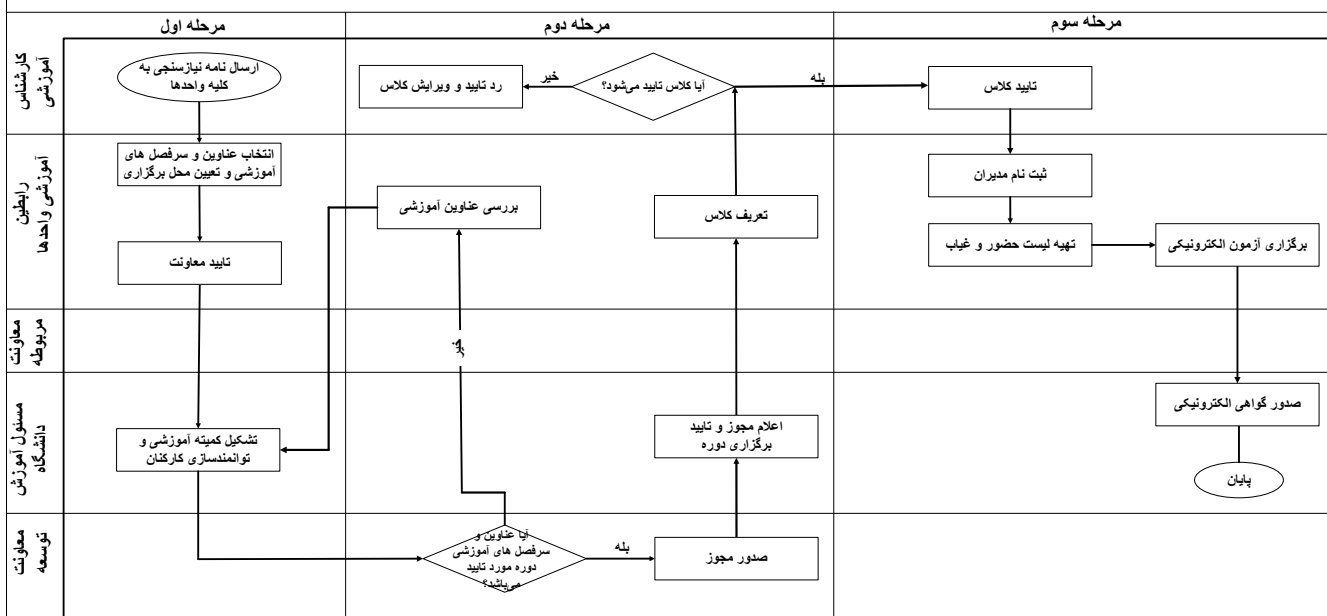 مرحله اول
مرحله دوم
مرحله سوم
کارشناس
آموزشی
ارسال نامه نیازسنجی به
کلیه واحدها
رد تایید و ویرایش کلاس
خیر
آیا کلاس تایید می‌شود؟
بله
تایید کلاس
رابطین
آموزشی واحدها
انتخاب عناوین و سرفصل های
آموزشی و تعیین محل برگزاری
تایید معاونت
بررسی عناوین آموزشی
تعریف کلاس
ثبت نام مدیران
تهیه لیست حضور و غیاب
برگزاری آزمون الکترونیکی
معاونت
مربوطه
خیر
مسئول آموزش
دانشگاه
تشکیل کمیته آموزشی و
توانمندسازی کارکنان
اعلام مجوز و تایید
برگزاری دوره
صدور گواهی الکترونیکی
پایان
معاونت
توسعه
آیا عناوین و
سرفصل های آموزشی
دوره مورد تایید
می‌باشد؟
بله
صدور مجوز